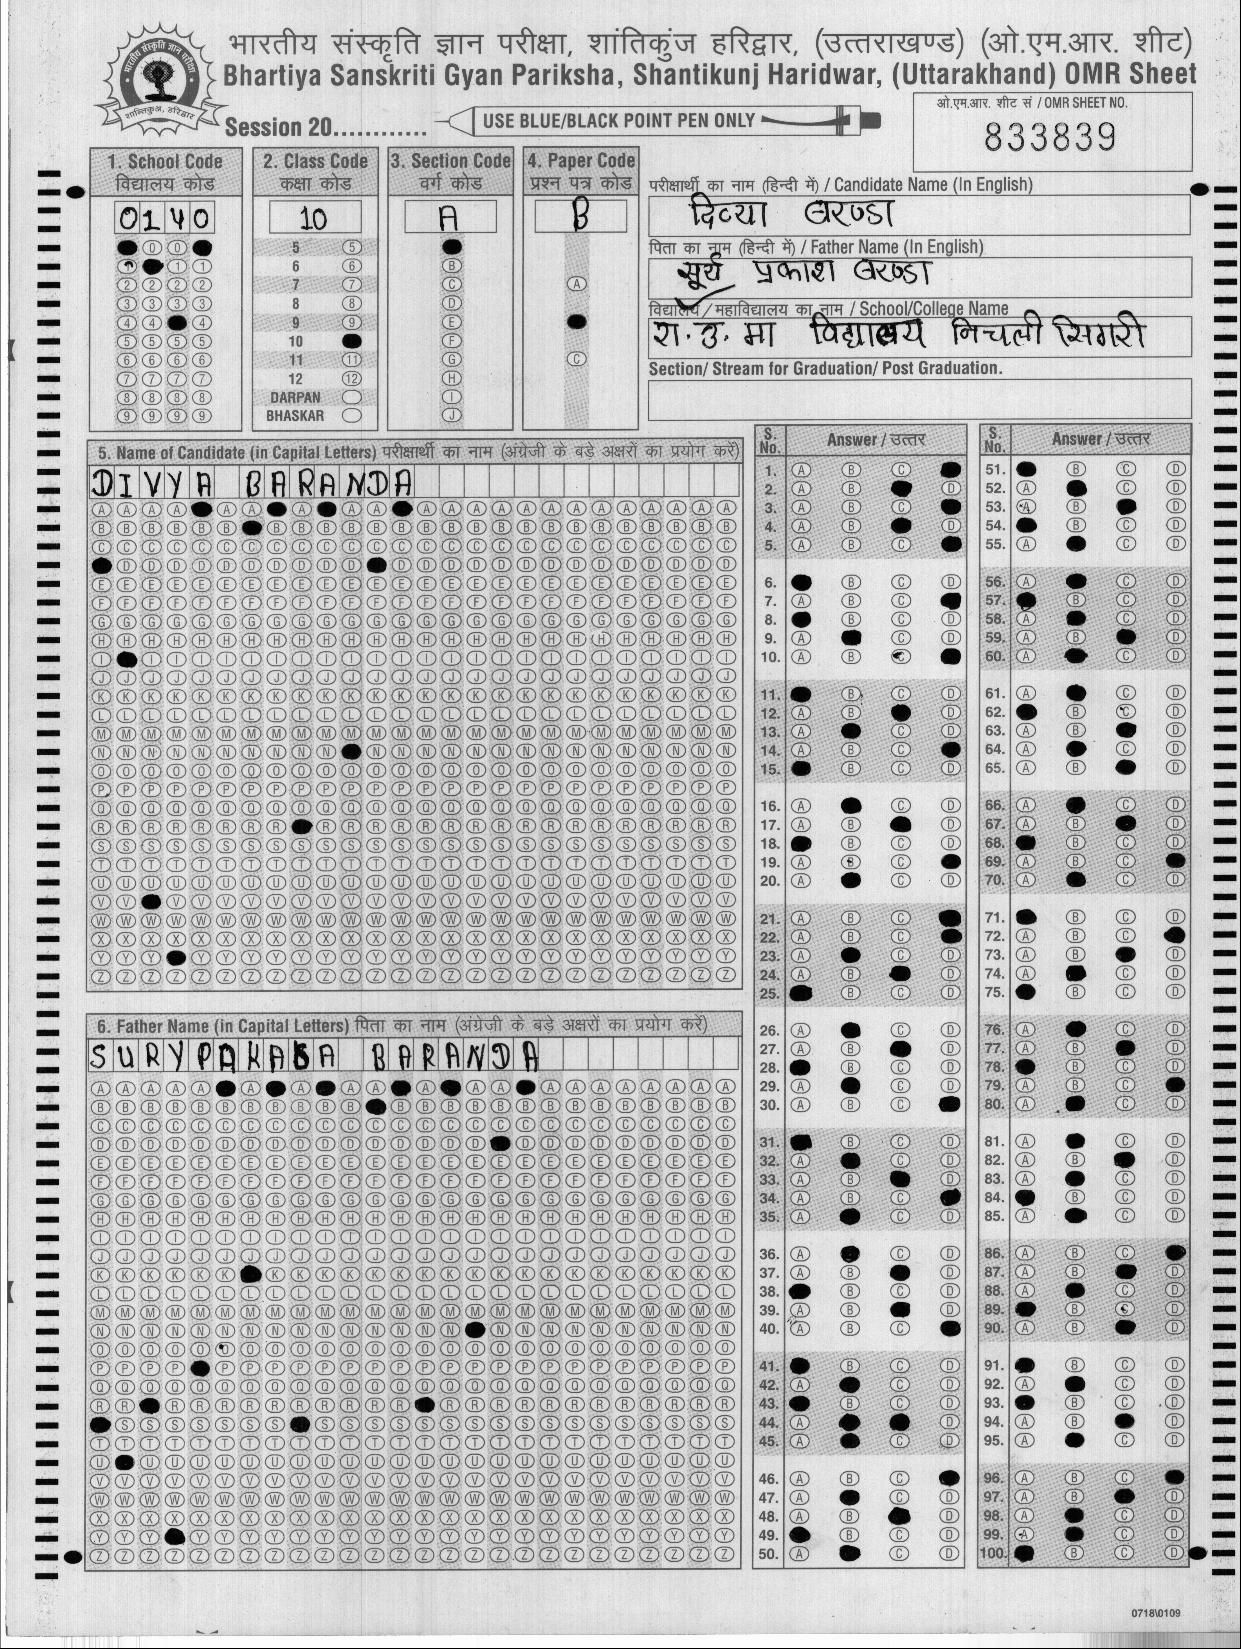 भारतीय संस्कृति ज्ञान परीक्षा, शांतिकुंज हरिद्वार, (उत्तराखण्ड) (ओ.एम.आर. शीट)
Bhartiya Sanskriti Gyan Pariksha, Shantikunj Haridwar, (Uttarakhand) OMR Sheet
Session 20............
USE BLUE/BLACK POINT PEN ONLY
ओ.एम.आर. शीट सं / OMR SHEET NO.
833839
1. School Code
विद्यालय कोड
0140
2. Class Code
कक्षा कोड
10
5
6
7
8
9
10
11
12
DARPAN
BHASKAR
3. Section Code
वर्ग कोड
A
4. Paper Code
प्रश्न पत्र कोड
B
परीक्षार्थी का नाम (हिन्दी में) / Candidate Name (In English)
दिव्या बरण्डा
पिता का नाम (हिन्दी में) / Father Name (In English)
सूर्य प्रकाश बरण्डा
विद्यालय / महाविद्यालय का नाम / School/College Name
रा. उ. मा विद्यालय निचली सिगरी
Section/ Stream for Graduation/ Post Graduation.
5. Name of Candidate (in Capital Letters) परीक्षार्थी का नाम (अंग्रेजी के बड़े अक्षरों का प्रयोग करें)
DIVYA BARANDA
6. Father Name (in Capital Letters) पिता का नाम (अंग्रेजी के बड़े अक्षरों का प्रयोग करें)
SURYPAKASA BARANDA
S. No. Answer / उत्तर
S. No. Answer / उत्तर
0718\0109